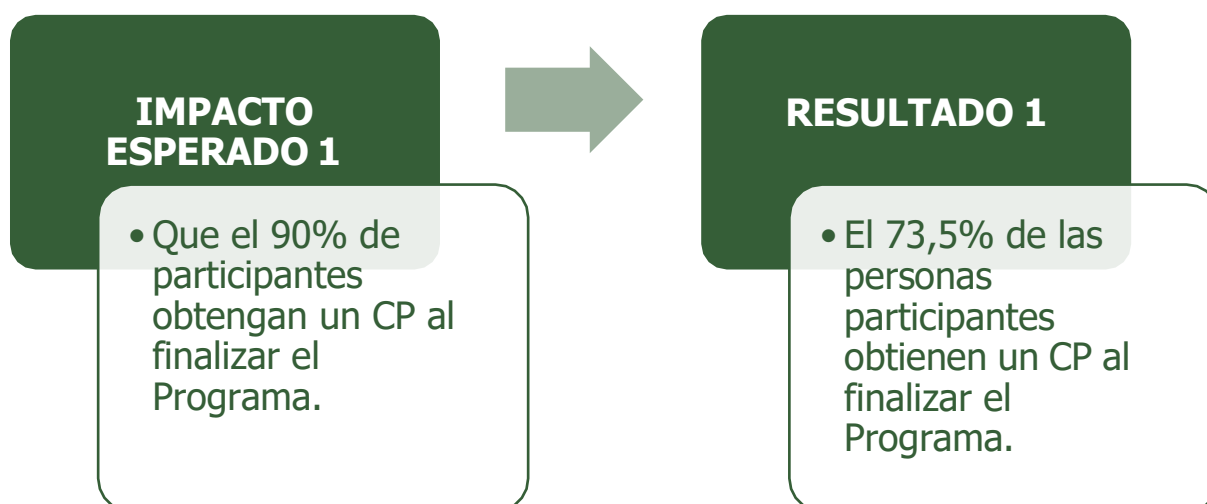 IMPACTO
ESPERADO 1
• Que el 90% de
participantes
obtengan un CP al
finalizar el
Programa.
RESULTADO 1
• El 73,5% de las
personas
participantes
obtienen un CP al
finalizar el
Programa.